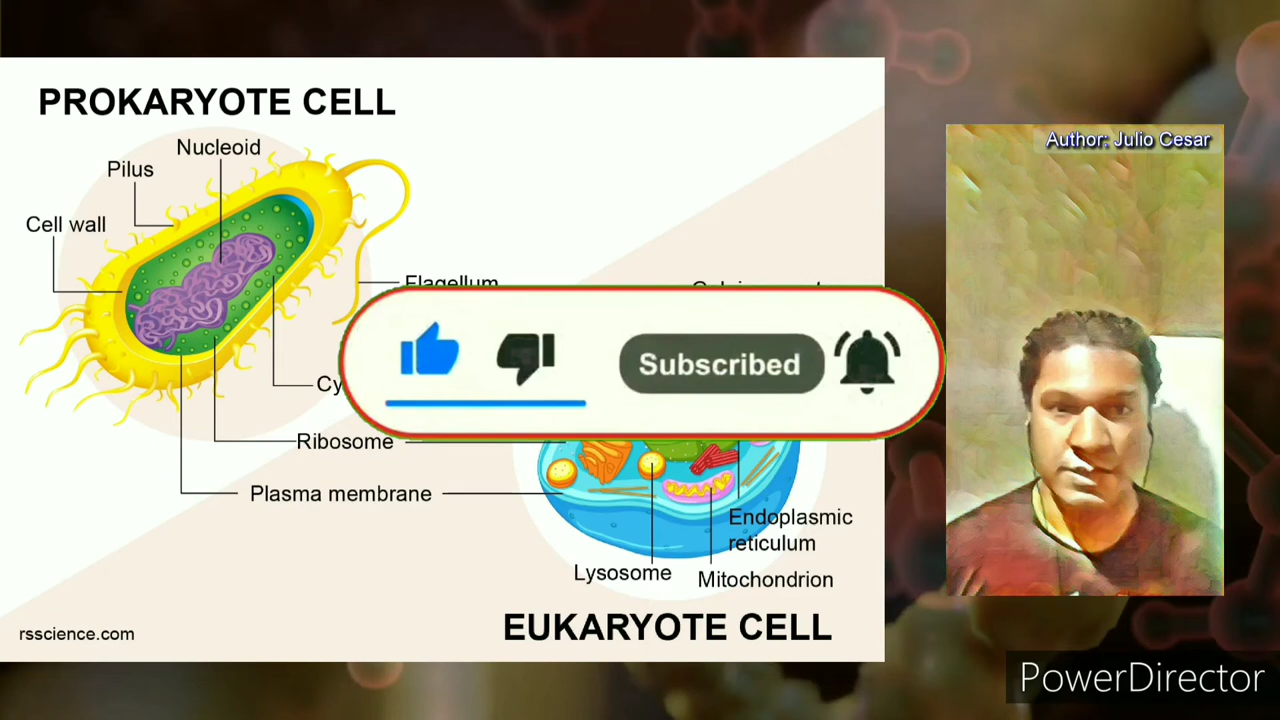 PROKARYOTE CELL
Nucleoid
Pilus
Cell wall
Flagellum
Ribosome
Plasma membrane
Subscribed
Endoplasmic
reticulum
Lysosome
Mitochondrion
EUKARYOTE CELL
rsscience.com
Author: Julio Cesar
PowerDirector